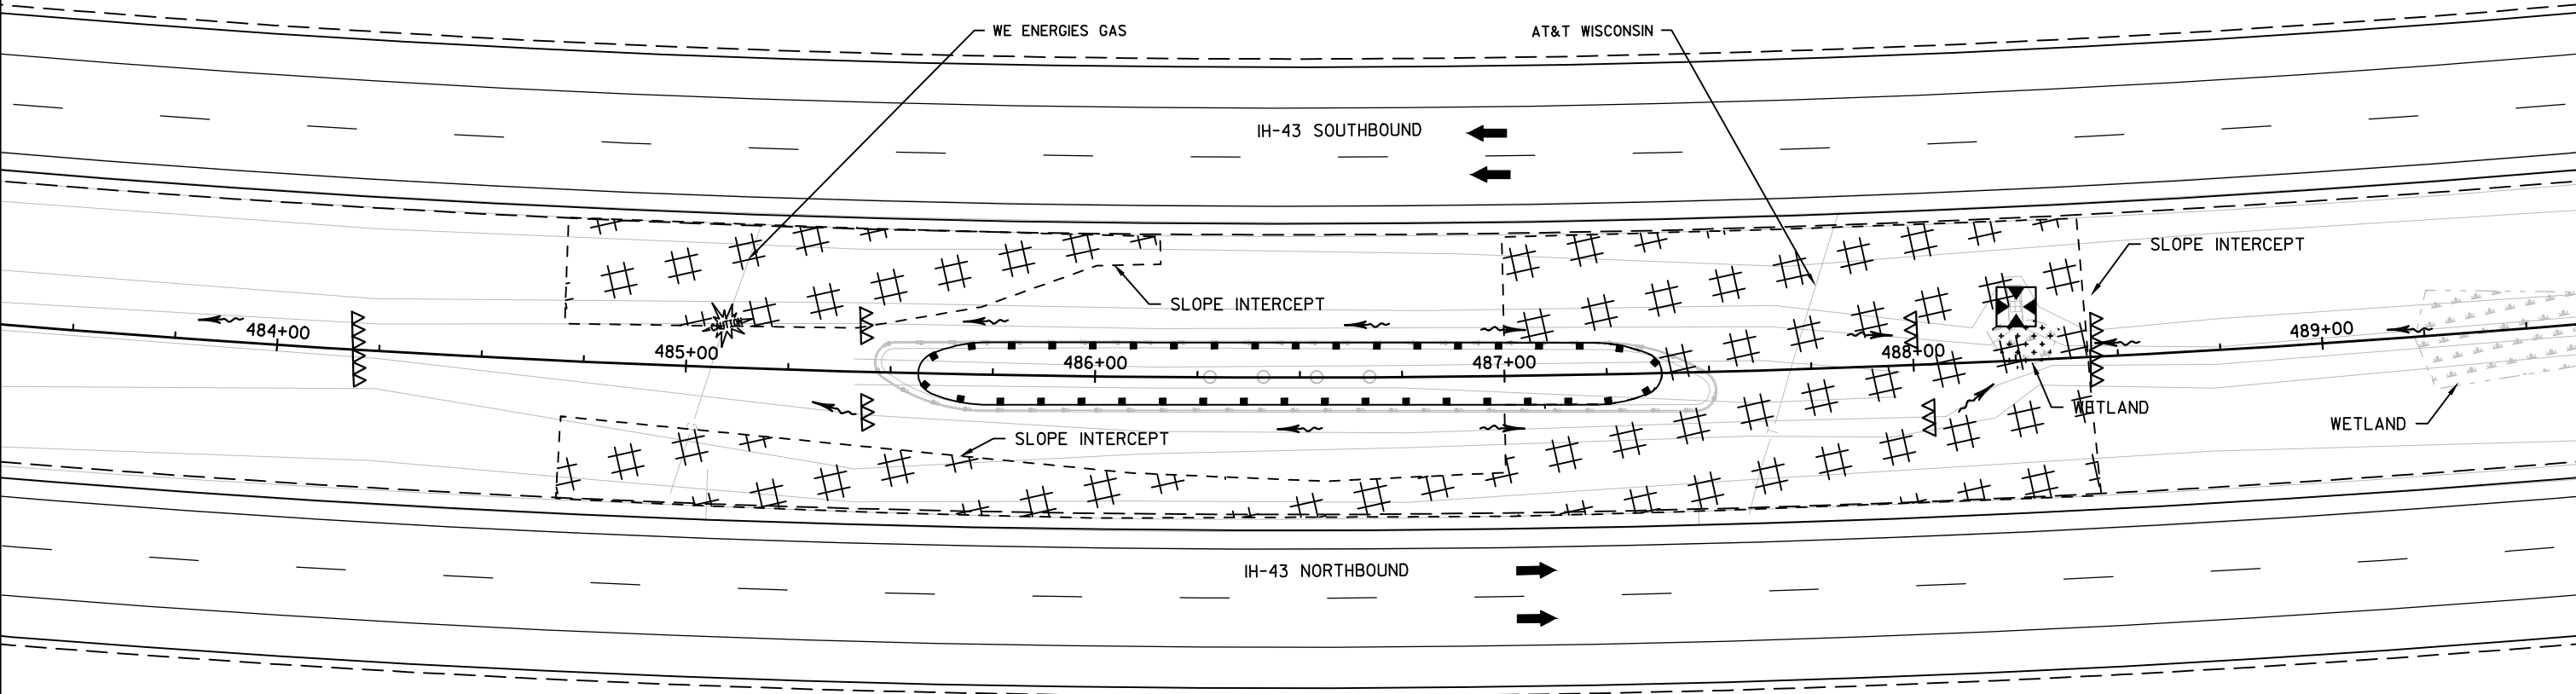 WE ENERGIES GAS
AT&T WISCONSIN
IH-43 SOUTHBOUND
SLOPE INTERCEPT
SLOPE INTERCEPT
CAUTION
484+00
485+00
486+00
487+00
488+00
489+00
WETLAND
WETLAND
SLOPE INTERCEPT
IH-43 NORTHBOUND